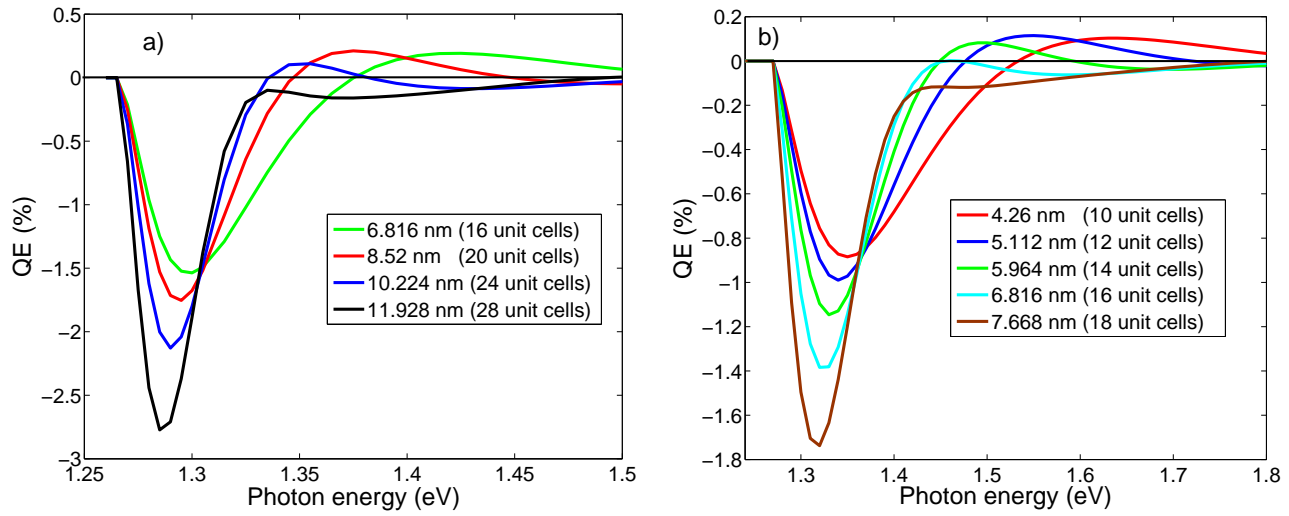 a)
QE (%)
0.5
0
−0.5
−1
−1.5
−2
−2.5
−3
6.816 nm (16 unit cells)
8.52 nm (20 unit cells)
10.224 nm (24 unit cells)
11.928 nm (28 unit cells)
1.25 1.3 1.35 1.4 1.45 1.5
Photon energy (eV)
b)
QE (%)
0.2
0
−0.2
−0.4
−0.6
−0.8
−1
−1.2
−1.4
−1.6
−1.8
4.26 nm (10 unit cells)
5.112 nm (12 unit cells)
5.964 nm (14 unit cells)
6.816 nm (16 unit cells)
7.668 nm (18 unit cells)
1.3 1.4 1.5 1.6 1.7 1.8
Photon energy (eV)